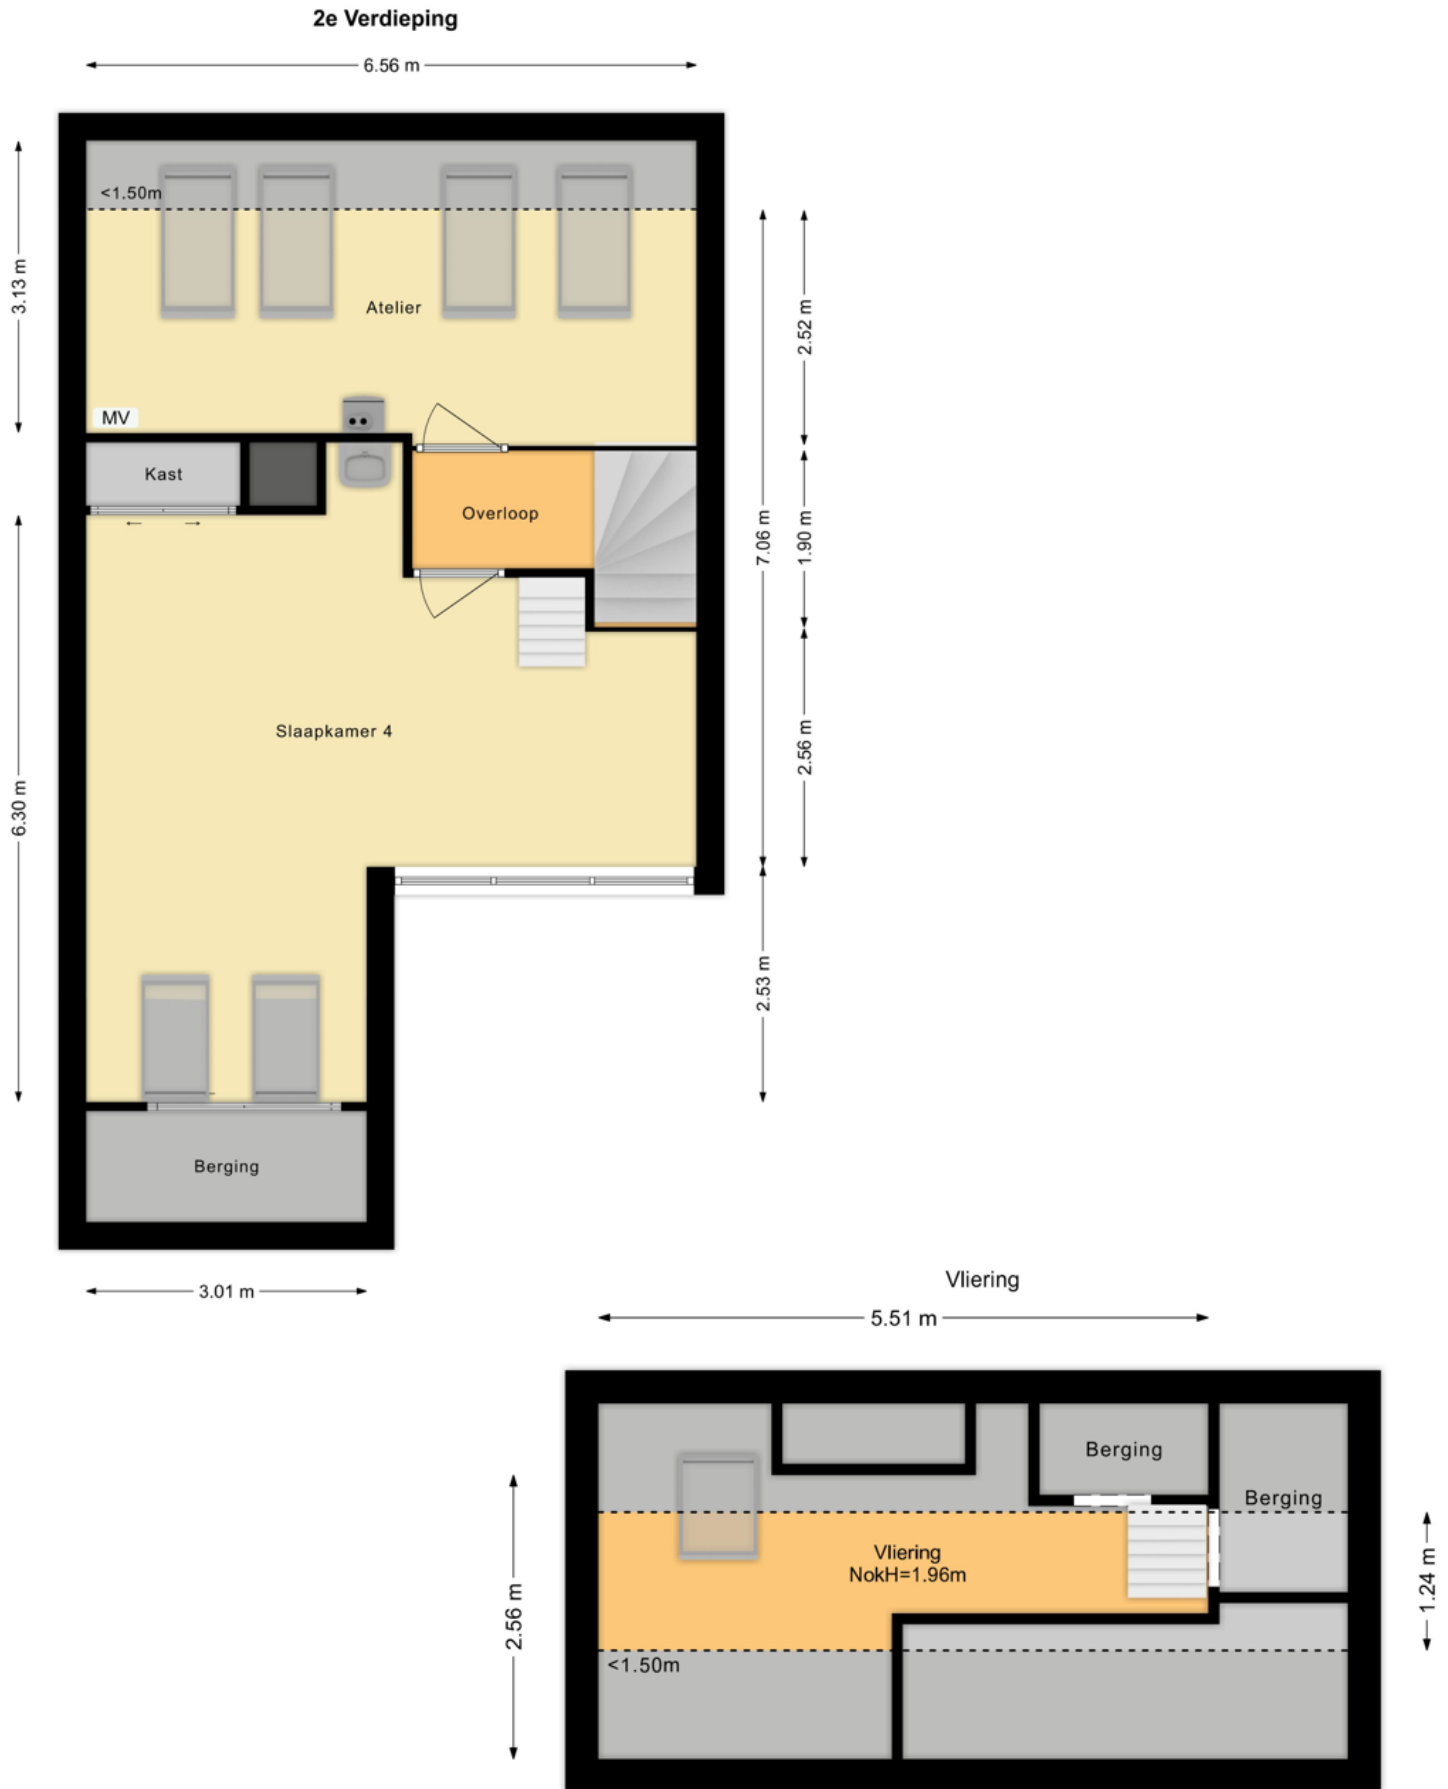 2e Verdieping
6.56 m
<1.50m
3.13 m
Atelier
2.52 m
MV
Kast
Overloop
7.06 m
1.90 m
Slaapkamer 4
2.56 m
6.30 m
2.53 m
Berging
3.01 m
Vliering
5.51 m
Berging
Berging
Vliering
NokH=1.96m
2.56 m
1.24 m
<1.50m